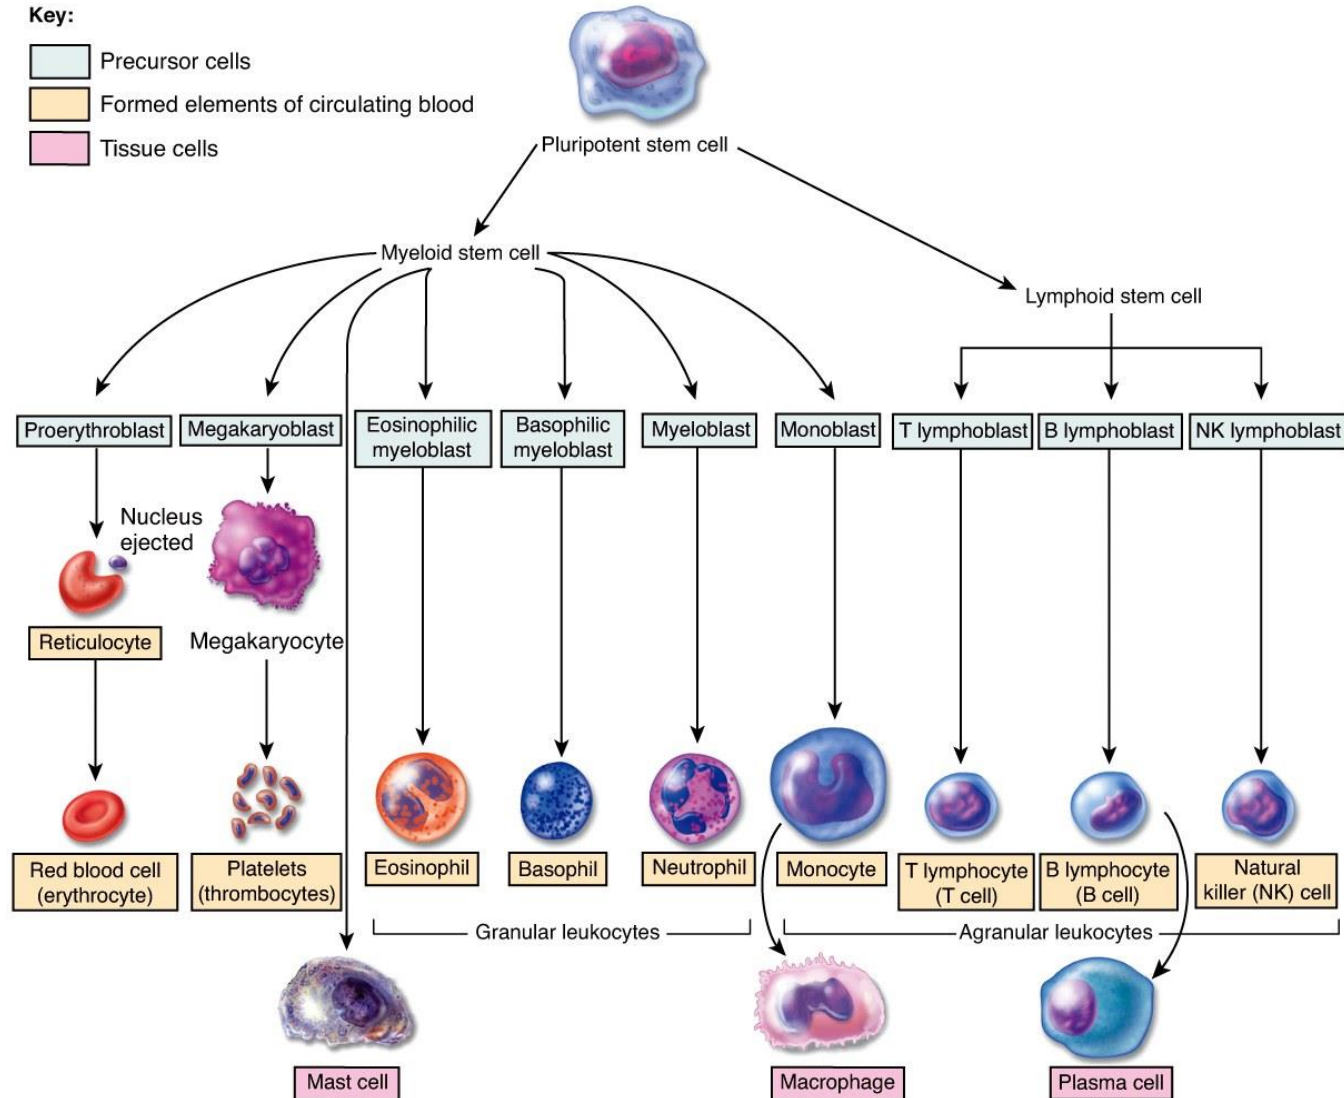 Key:
Precursor cells
Formed elements of circulating blood
Tissue cells
Pluripotent stem cell
Myeloid stem cell
Lymphoid stem cell
Proerythroblast
Megakaryoblast
Eosinophilic
myeloblast
Basophilic
myeloblast
Myeloblast
Monoblast
T lymphoblast
B lymphoblast
NK lymphoblast
Nucleus
ejected
Reticulocyte
Megakaryocyte
Red blood cell
(erythrocyte)
Platelets
(thrombocytes)
Eosinophil
Basophil
Neutrophil
Monocyte
T lymphocyte
(T cell)
B lymphocyte
(B cell)
Natural
killer (NK) cell
Granular leukocytes
Agranular leukocytes
Mast cell
Macrophage
Plasma cell